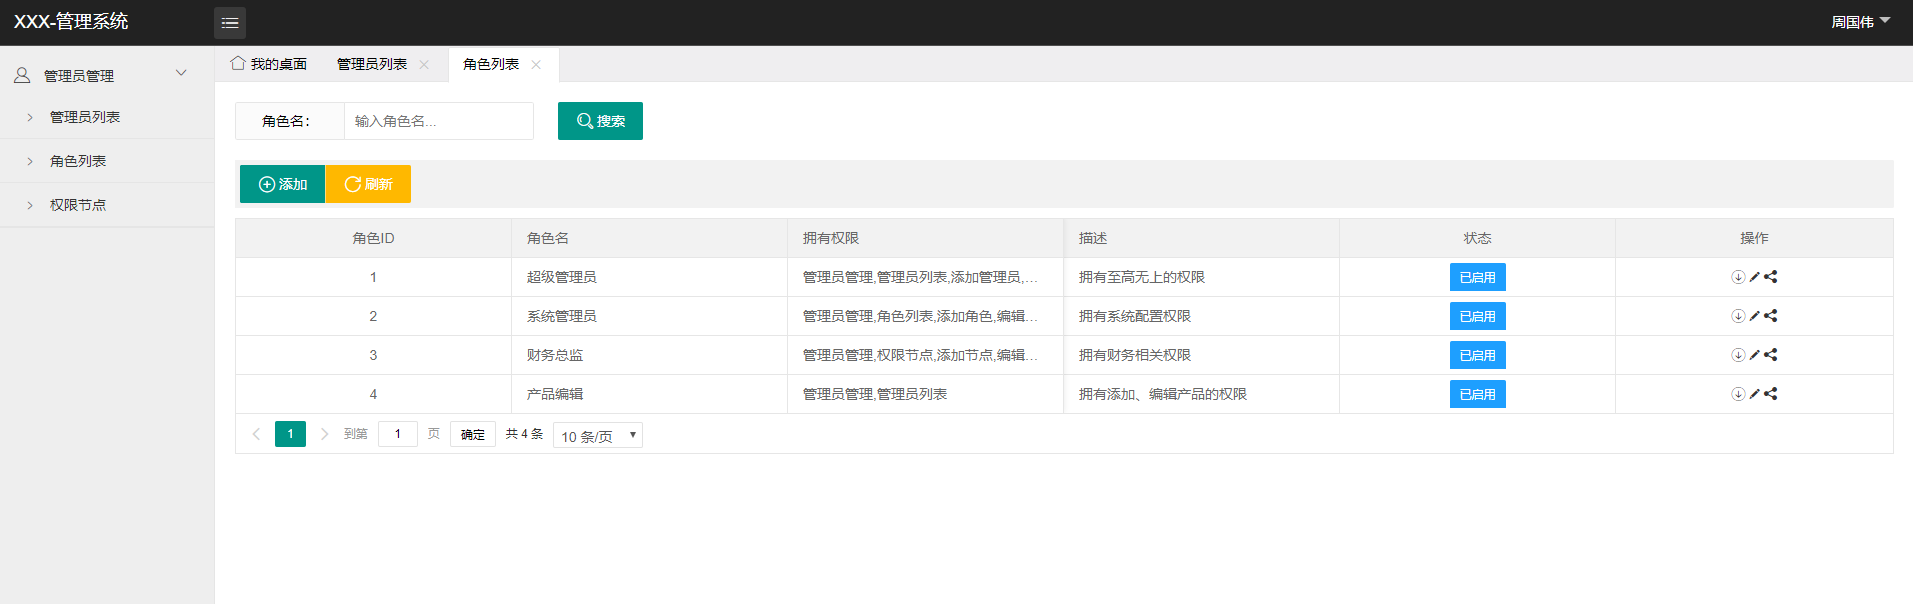 XXX-管理系统
周国伟
管理员管理
管理员列表
角色列表
权限节点
我的桌面 管理员列表 角色列表
角色名: 输入角色名... 搜索
添加 刷新
角色ID 角色名 拥有权限 描述 状态 操作
1 超级管理员 管理员管理,管理员列表,添加管理员,... 拥有至高无上的权限 已启用
2 系统管理员 管理员管理,角色列表,添加角色,编辑... 拥有系统配置权限 已启用
3 财务总监 管理员管理,权限节点,添加节点,编辑... 拥有财务相关权限 已启用
4 产品编辑 管理员管理,管理员列表 拥有添加、编辑产品的权限 已启用
1 到第 1 页 确定 共 4 条 10 条/页